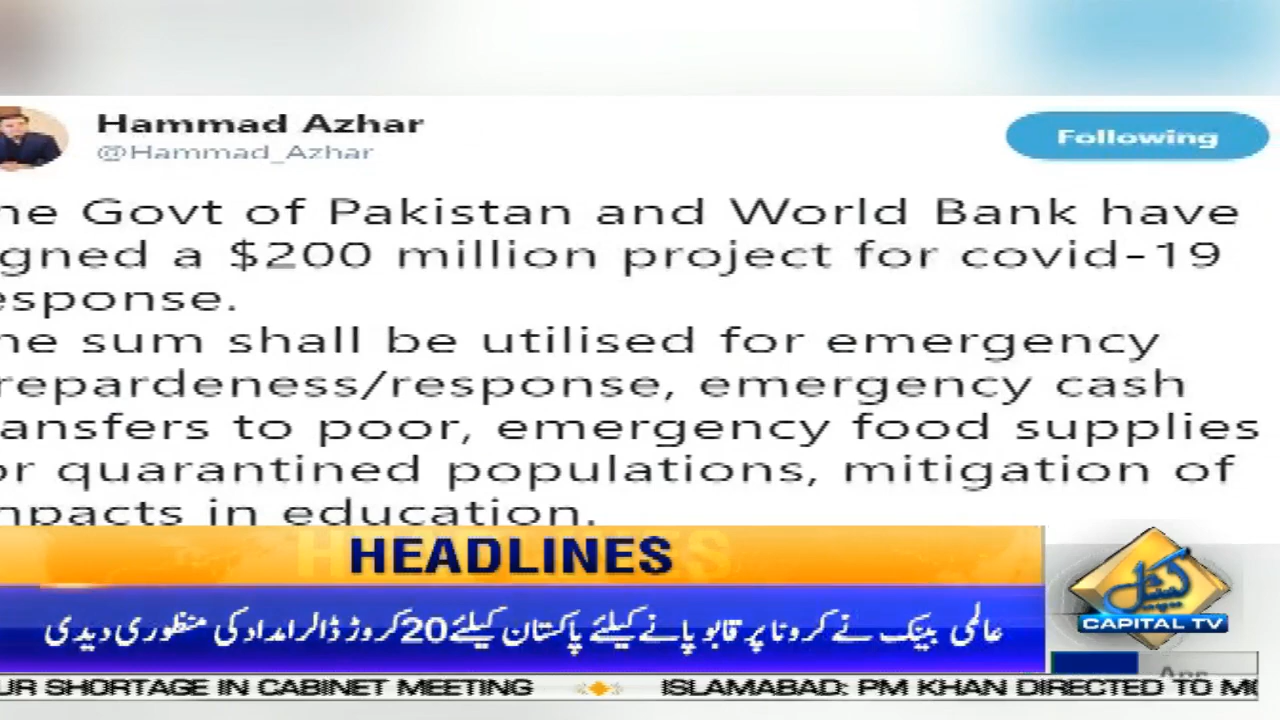 Hammad Azhar
@Hammad_Azhar
Following
he Govt of Pakistan and World Bank have
igned a $200 million project for covid-19
esponse.
he sum shall be utilised for emergency
repardeness/response, emergency cash
ansfers to poor, emergency food supplies
or quarantined populations, mitigation of
mpacts in education.
HEADLINES
عالمی بینک نے کرونا پر قابو پانے کیلئے پاکستان کیلئے 20 کروڑ ڈالر امداد کی منظوری دیدی
کیپیٹل
CAPITAL TV
UR SHORTAGE IN CABINET MEETING ISLAMABAD: PM KHAN DIRECTED TO